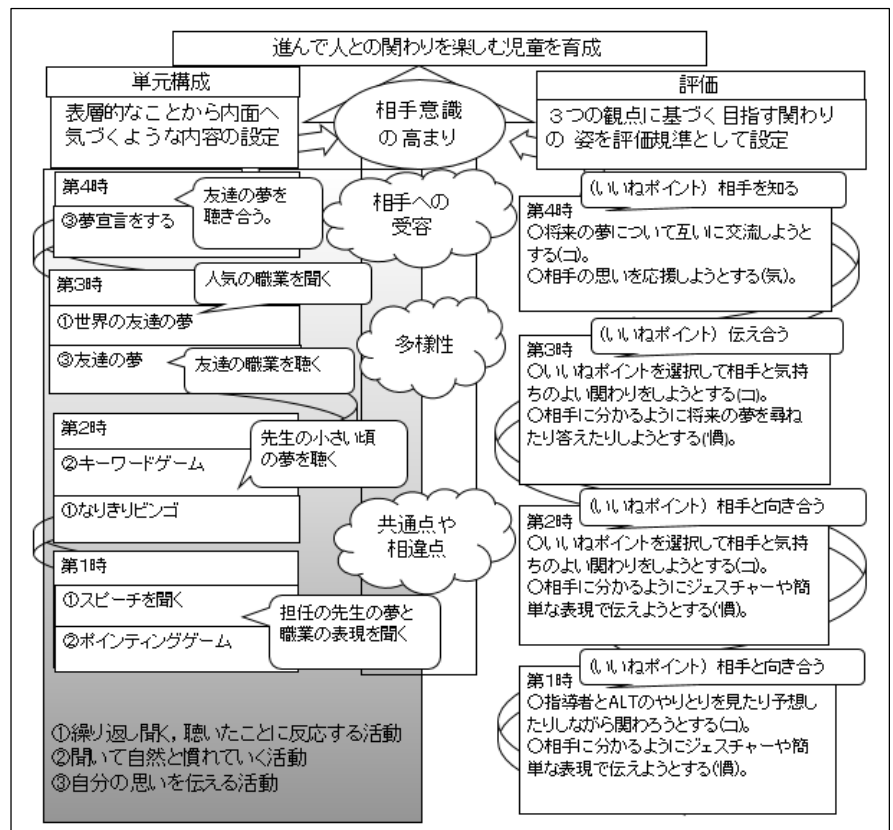 進んで人との関わりを楽しむ児童を育成
単元構成
表層的なことから内面へ
気づくような内容の設定
相手意識
の高まり
評価
3つの観点に基づく目指す関わり
の 姿を評価規準として設定
第4時
③夢宣言をする
友達の夢を
聴き合う。
第3時
人気の職業を聞く
①世界の友達の夢
③友達の夢
友達の職業を聴く
第2時
②キーワードゲーム
先生の小さい頃
の夢を聴く
①なりきりビンゴ
第1時
①スピーチを聞く
②ポインティングゲーム
担任の先生の夢と
職業の表現を聞く
①繰り返し聞く，聴いたことに反応する活動
②聞いて自然と慣れていく活動
③自分の思いを伝える活動
相手への
受容
多様性
共通点や
相違点
(いいねポイント) 相手を知る
第4時
○将来の夢について互いに交流しようと
する(コ)。
○相手の思いを応援しようとする(気)。
(いいねポイント) 伝え合う
第3時
○いいねポイントを選択して相手と気持
ちのよい関わりをしようとする(コ)。
○相手に分かるように将来の夢を尋ね
たり答えたりしようとする(慣)。
(いいねポイント) 相手と向き合う
第2時
○いいねポイントを選択して相手と気持
ちのよい関わりをしようとする(コ)。
○相手に分かるようにジェスチャーや簡
単な表現で伝えようとする(慣)。
(いいねポイント) 相手と向き合う
第1時
○指導者とALTのやりとりを見たり予想し
たりしながら関わろうとする(コ)。
○相手に分かるようにジェスチャーや簡
単な表現で伝えようとする(慣)。